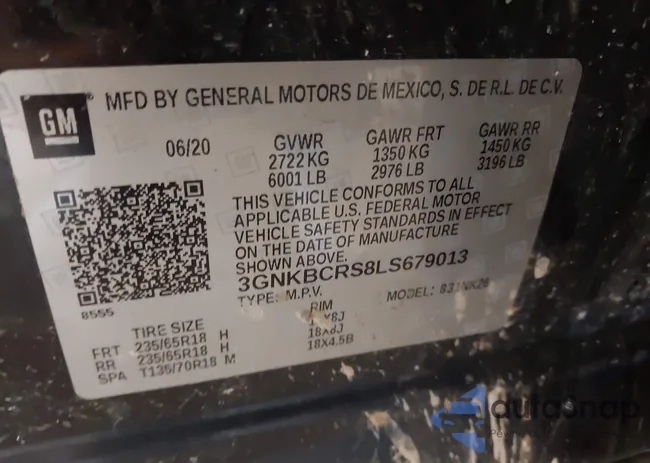 GM
MFD BY GENERAL MOTORS DE MEXICO, S. DE R.L. DE C.V.
06/20 GVWR GAWR FRT GAWR RR
2722 KG 1350 KG 1450 KG
6001 LB 2976 LB 3196 LB
THIS VEHICLE CONFORMS TO ALL
APPLICABLE U.S. FEDERAL MOTOR
VEHICLE SAFETY STANDARDS IN EFFECT
ON THE DATE OF MANUFACTURE
SHOWN ABOVE.
3GNKBCRS8LS679013
TYPE: M.P.V. MODEL:
8555
TIRE SIZE RIM
FRT 235/65R18 H
RR 235/65R18 H 18X8J
SPA T135/70R18 M 18X4.5B
autosnap